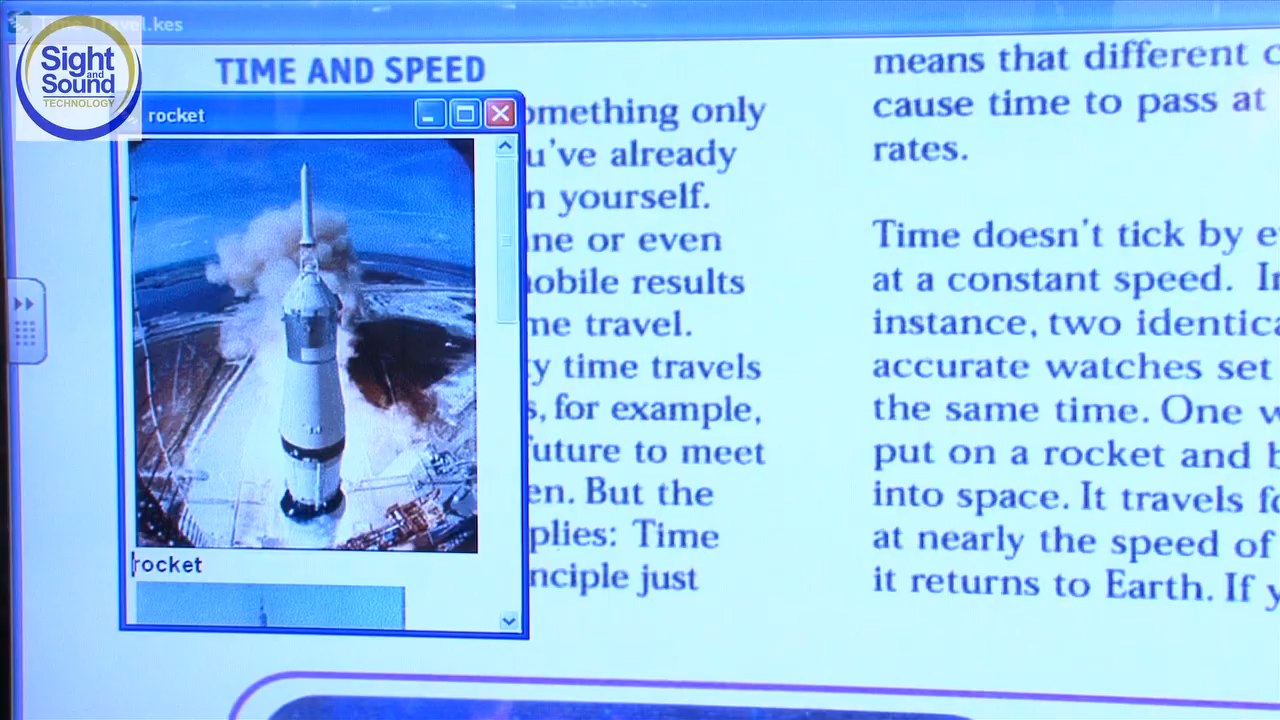 Time Travel.kes
Sight
and
Sound
TECHNOLOGY
TIME AND SPEED
rocket
rocket
omething only
u've already
n yourself.
ne or even
obile results
me travel.
y time travels
s, for example,
future to meet
en. But the
plies: Time
nciple just
means that different c
cause time to pass at
rates.
Time doesn't tick by e
at a constant speed. In
instance, two identica
accurate watches set
the same time. One w
put on a rocket and b
into space. It travels fo
at nearly the speed of
it returns to Earth. If y